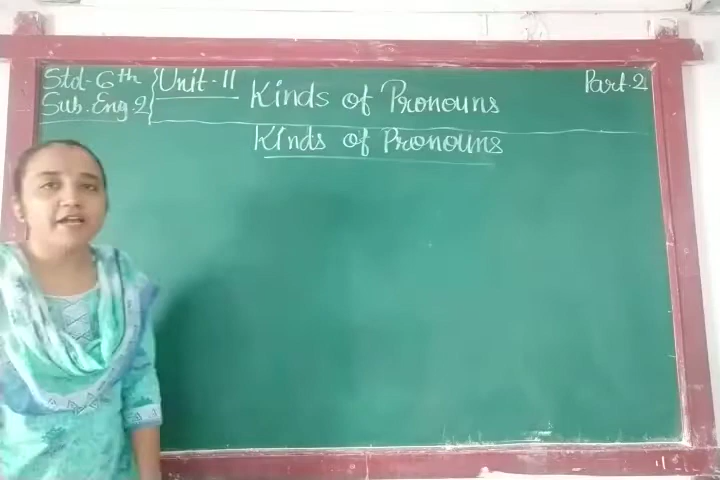 Std-6th Unit-11 Kinds of Pronouns Part-2
Sub.Eng.2
Kinds of Pronouns